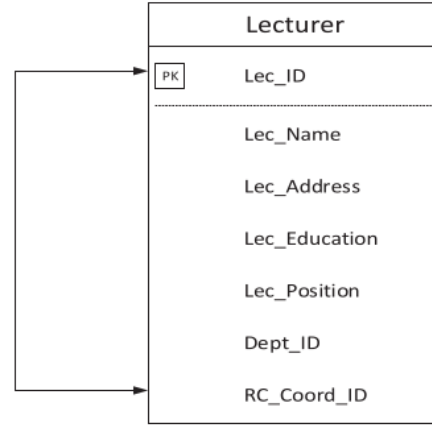 Lecturer
PK Lec_ID
Lec_Name
Lec_Address
Lec_Education
Lec_Position
Dept_ID
RC_Coord_ID